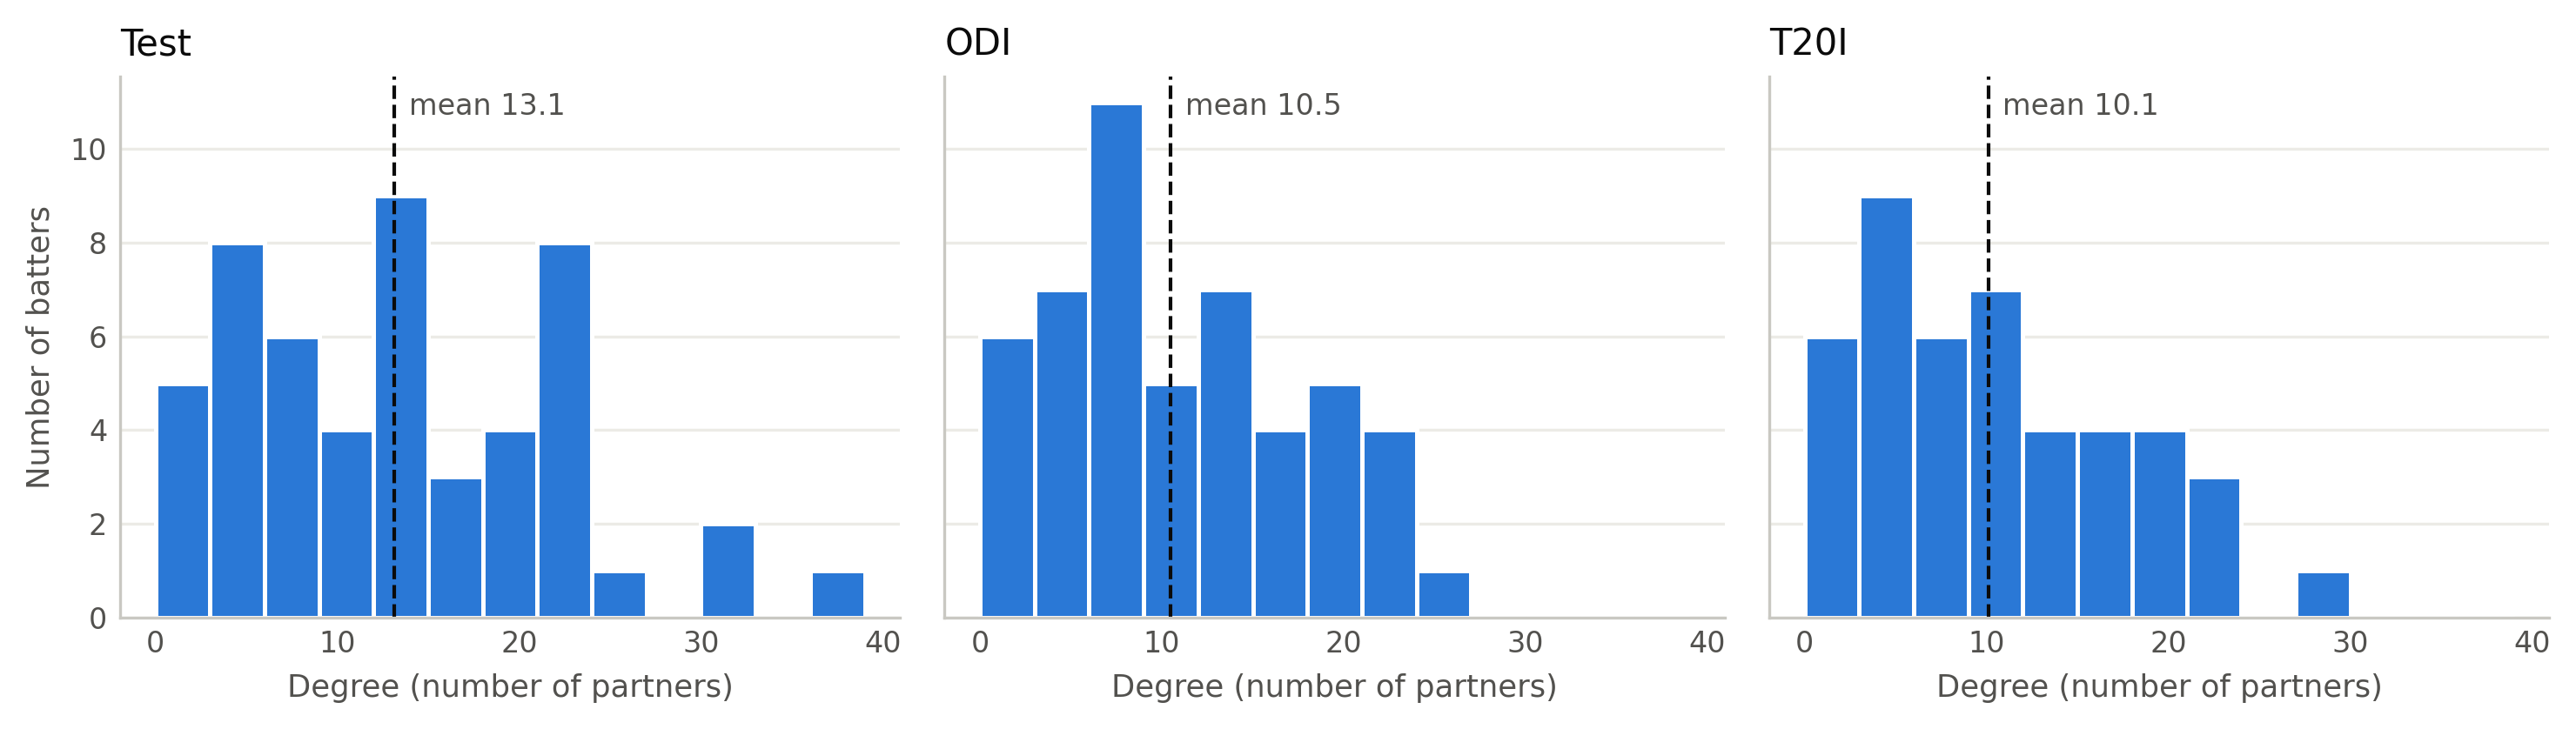 Test
ODI
T20I
mean 13.1
mean 10.5
mean 10.1
Number of batters
10
8
6
4
2
0
0 10 20 30 40
0 10 20 30 40
0 10 20 30 40
Degree (number of partners)
Degree (number of partners)
Degree (number of partners)